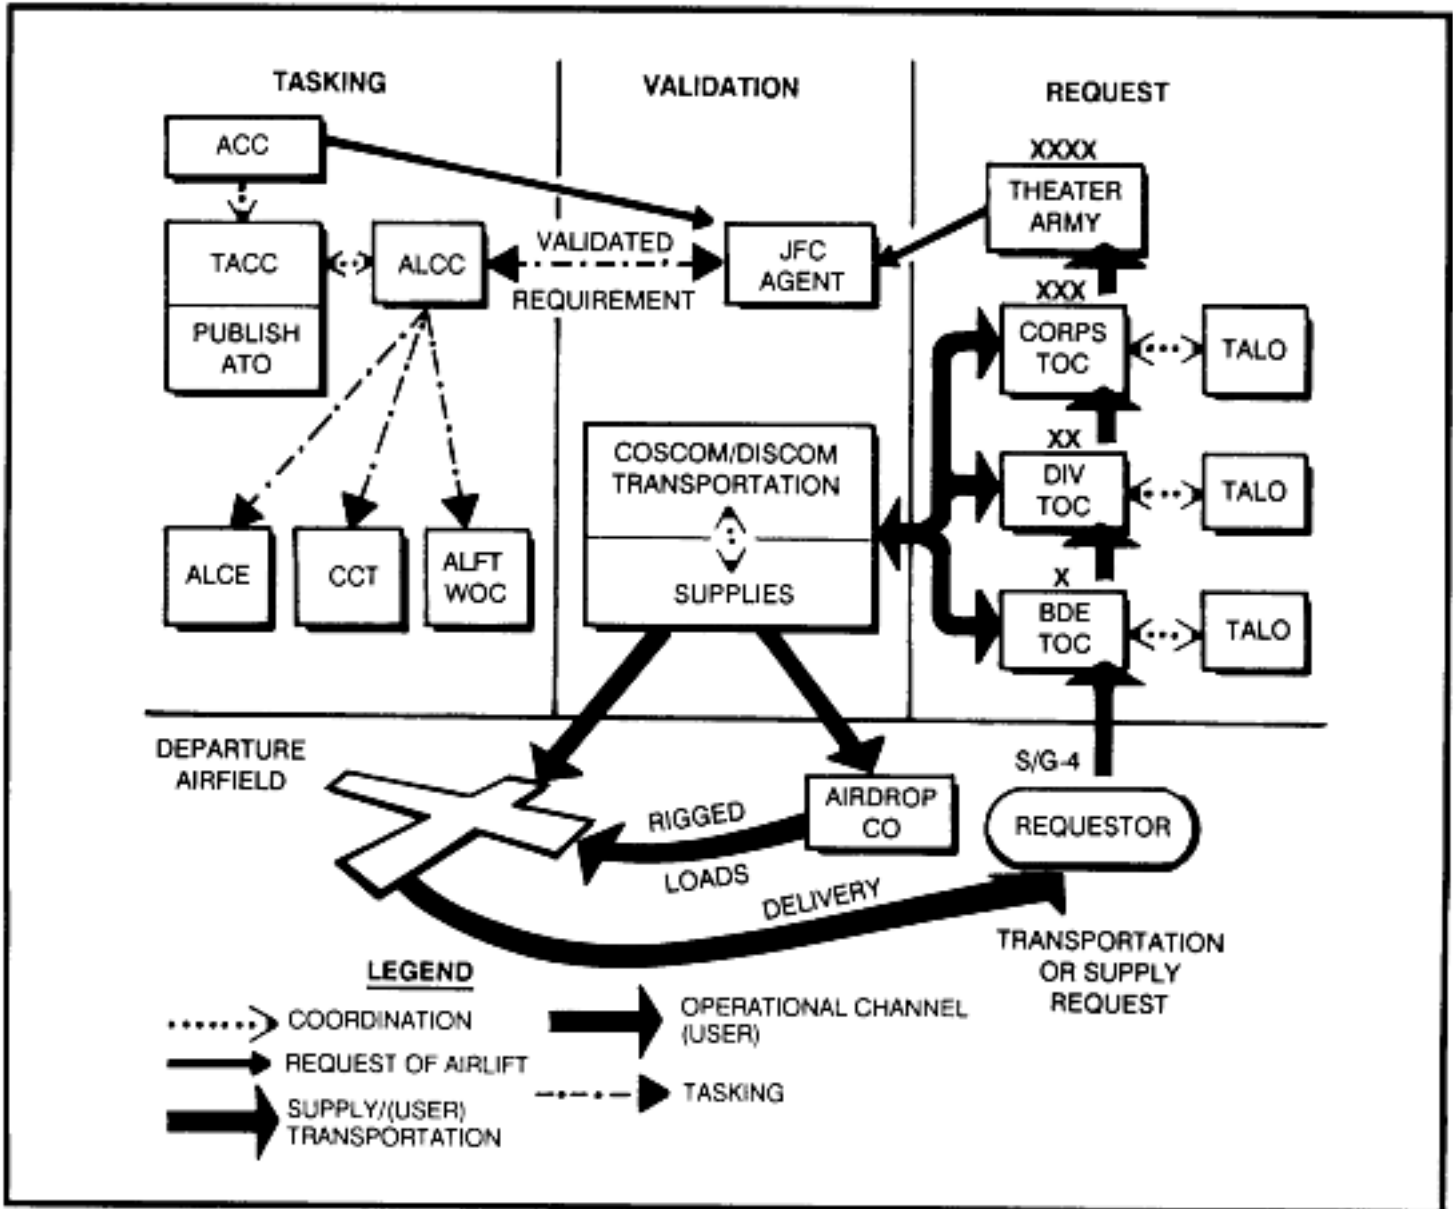 TASKING
VALIDATION
REQUEST
ACC
TACC
PUBLISH
ATO
ALCC
VALIDATED
REQUIREMENT
JFC
AGENT
XXXX
THEATER
ARMY
XXX
CORPS
TOC
TALO
XX
DIV
TOC
TALO
X
BDE
TOC
TALO
COSCOM/DISCOM
TRANSPORTATION
SUPPLIES
ALCE
CCT
ALFT
WOC
DEPARTURE
AIRFIELD
S/G-4
AIRDROP
CO
RIGGED
LOADS
REQUESTOR
DELIVERY
TRANSPORTATION
OR SUPPLY
REQUEST
LEGEND
COORDINATION
REQUEST OF AIRLIFT
SUPPLY/(USER)
TRANSPORTATION
OPERATIONAL CHANNEL
(USER)
TASKING